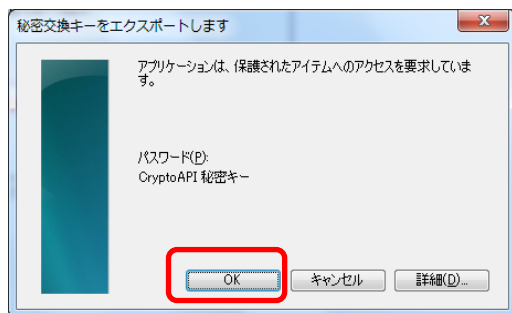 秘密交換キーをエクスポートします
アプリケーションは、保護されたアイテムへのアクセスを要求していま
す。
パスワード(P):
CryptoAPI 秘密キー
OK キャンセル 詳細(D)...